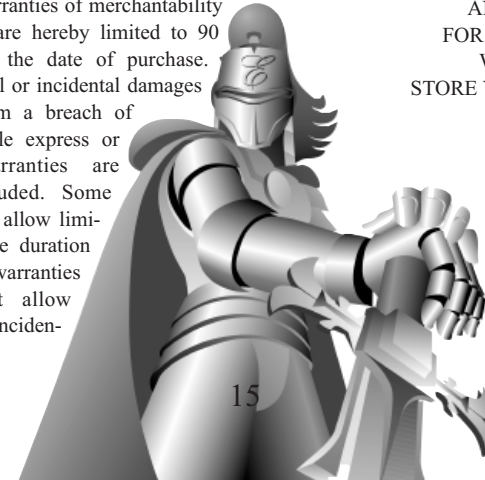 rranties of merchantability
are hereby limited to 90
the date of purchase.
l or incidental damages
m a breach of
le express or
rranties are
uded. Some
allow limi-
e duration
warranties
t allow
nciden-
FOR
STORE
E
15